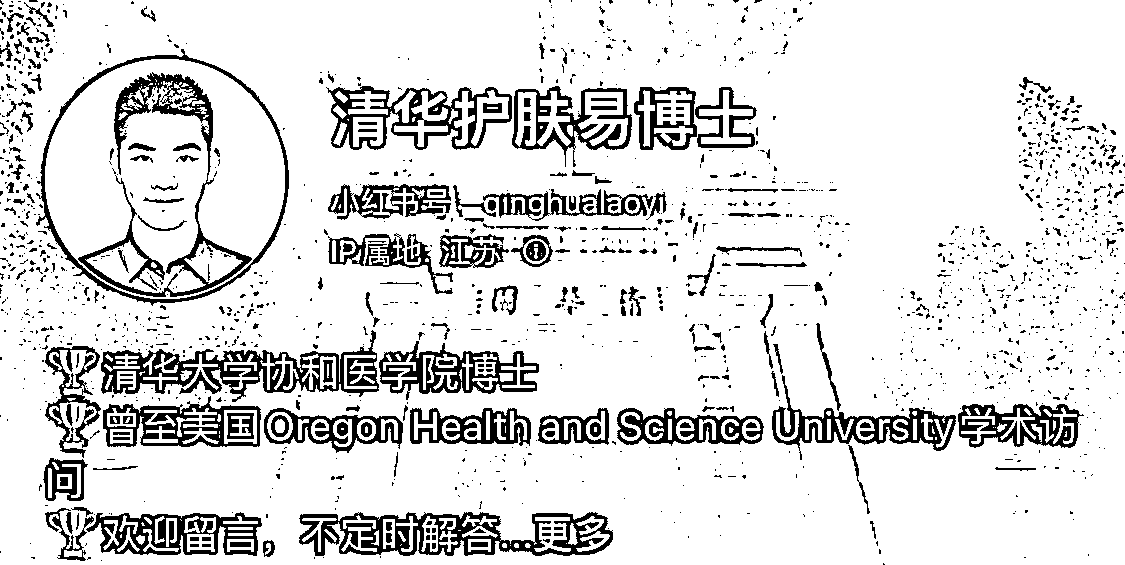 清华护肤易博士
小红书号 qinghualaoyi
IP属地：江苏
園 华 清
清华大学协和医学院博士
曾至美国Oregon Health and Science University学术访
问
欢迎留言，不定时解答...更多